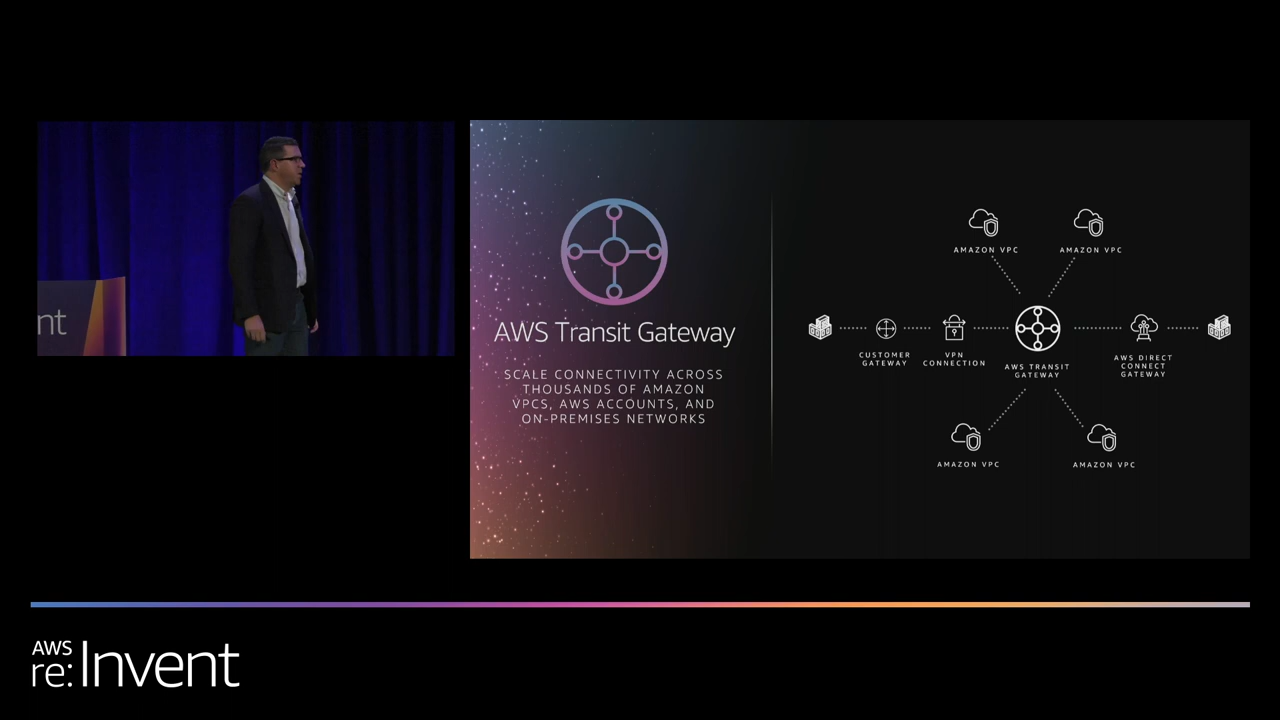 nt
AWS Transit Gateway
SCALE CONNECTIVITY ACROSS
THOUSANDS OF AMAZON
VPCS, AWS ACCOUNTS, AND
ON-PREMISES NETWORKS
AMAZON VPC
AMAZON VPC
CUSTOMER
GATEWAY
VPN
CONNECTION
AWS TRANSIT
GATEWAY
AWS DIRECT
CONNECT
GATEWAY
AMAZON VPC
AMAZON VPC
AWS
re:Invent